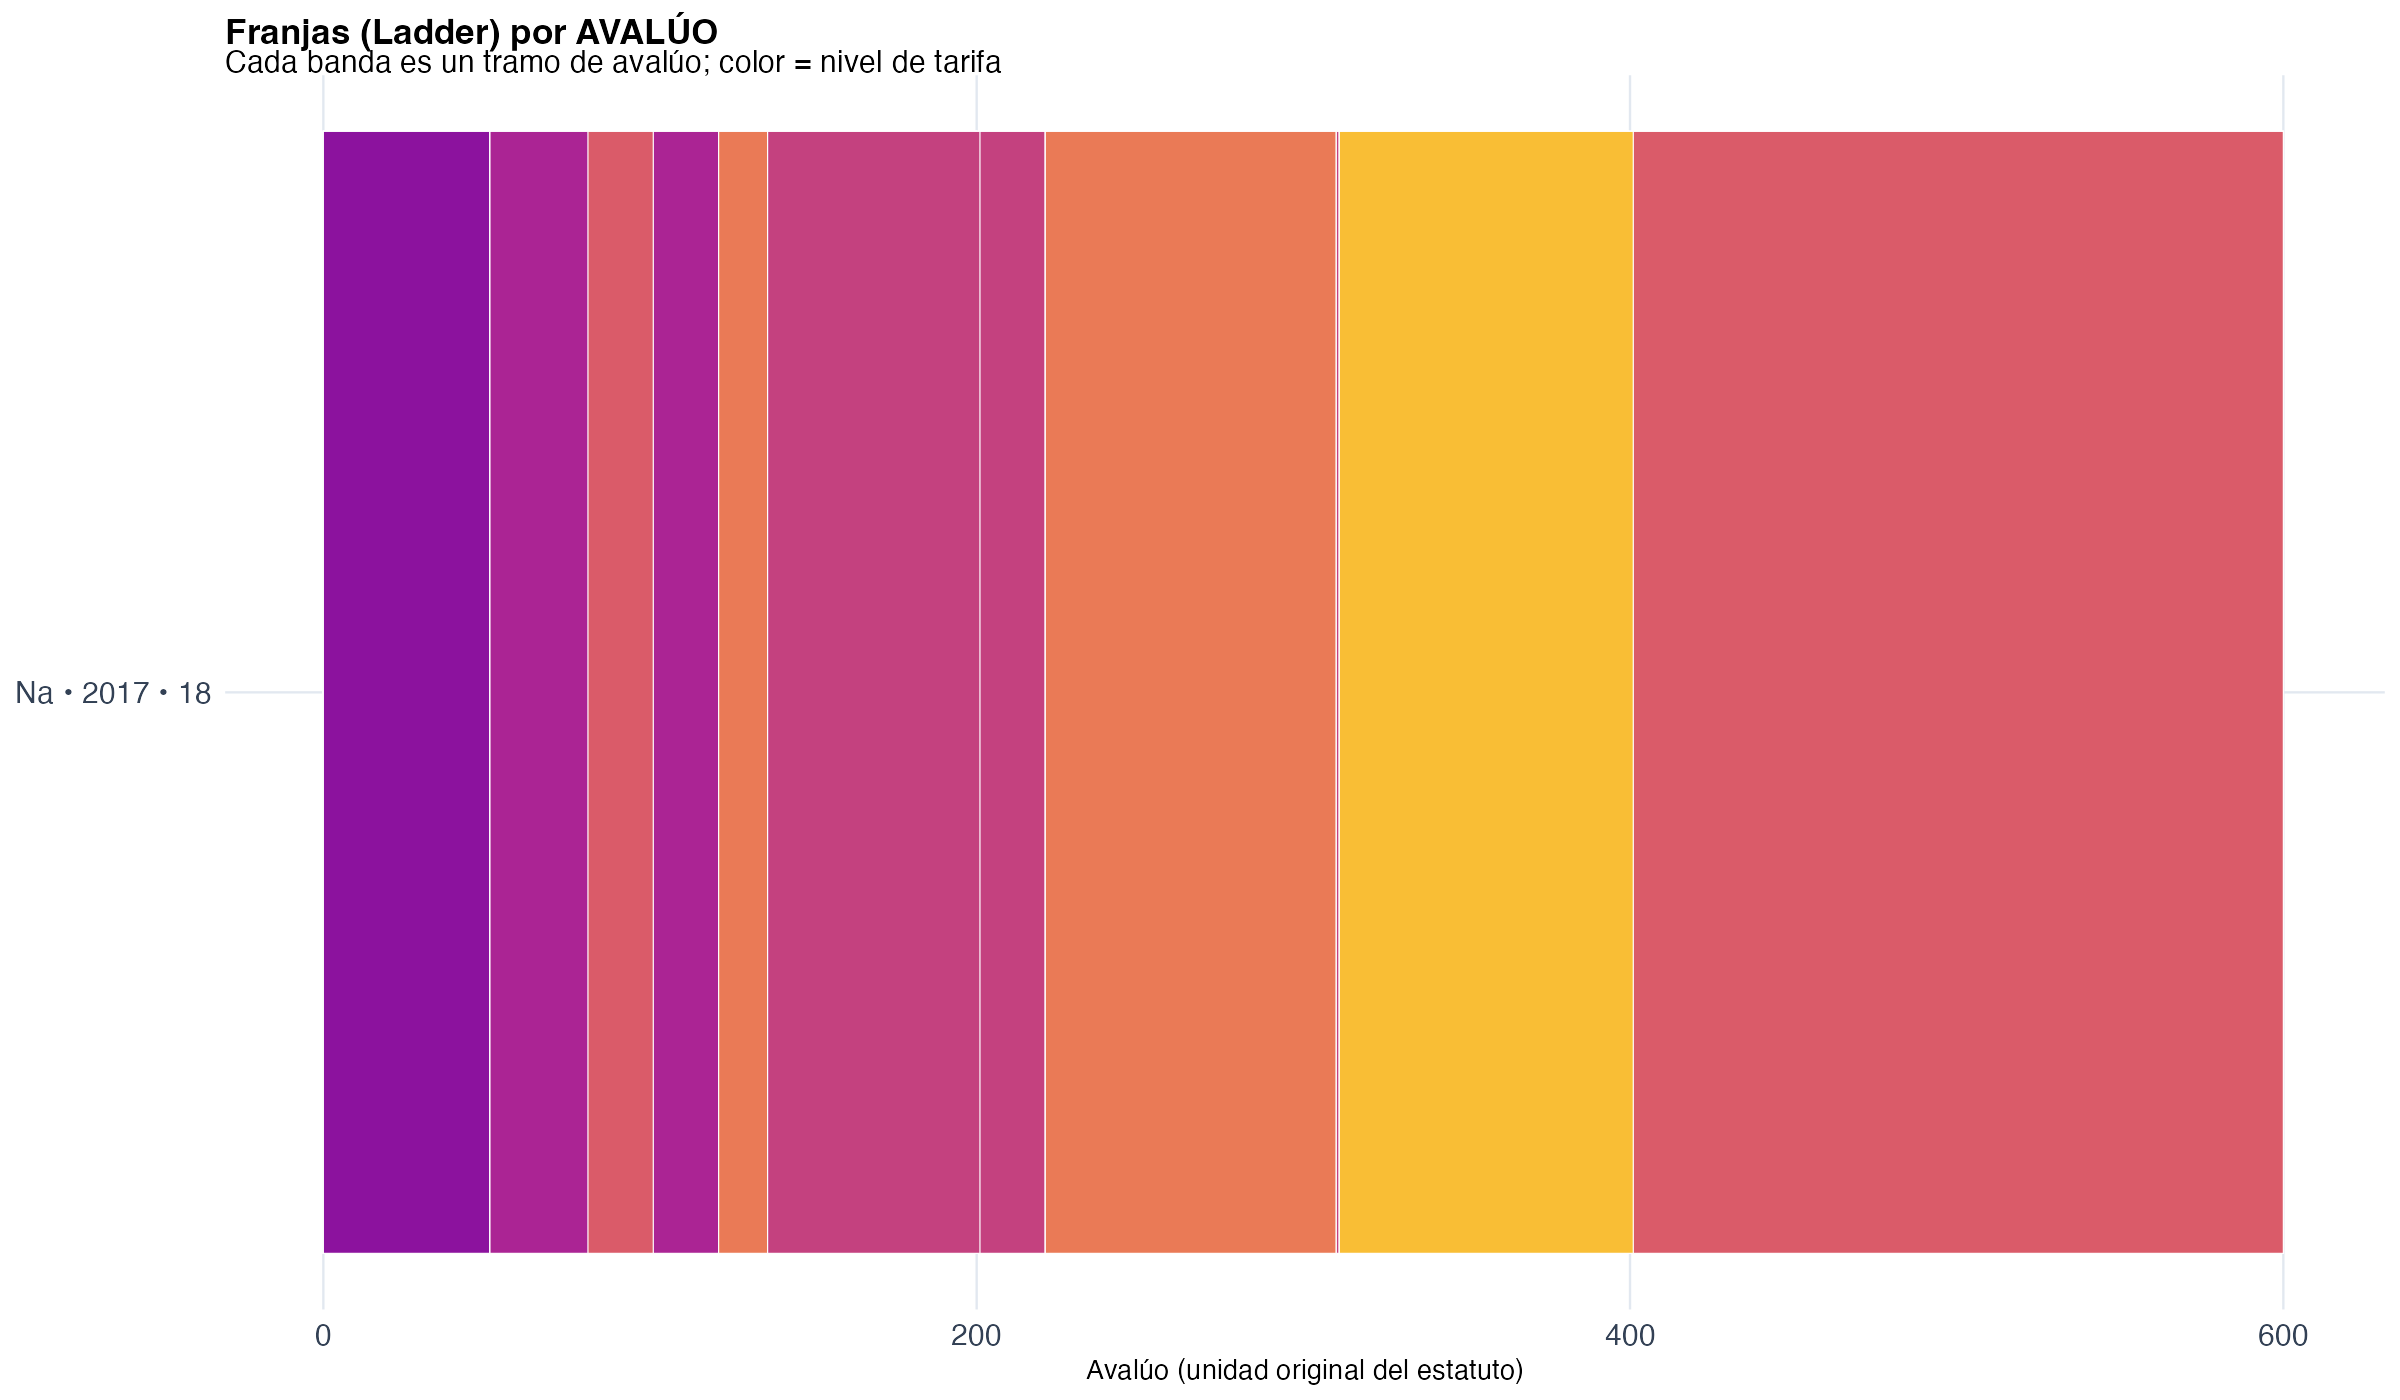 Franjas (Ladder) por AVALÚO
Cada banda es un tramo de avalúo; color = nivel de tarifa
Na • 2017 • 18
0 200 400 600
Avalúo (unidad original del estatuto)